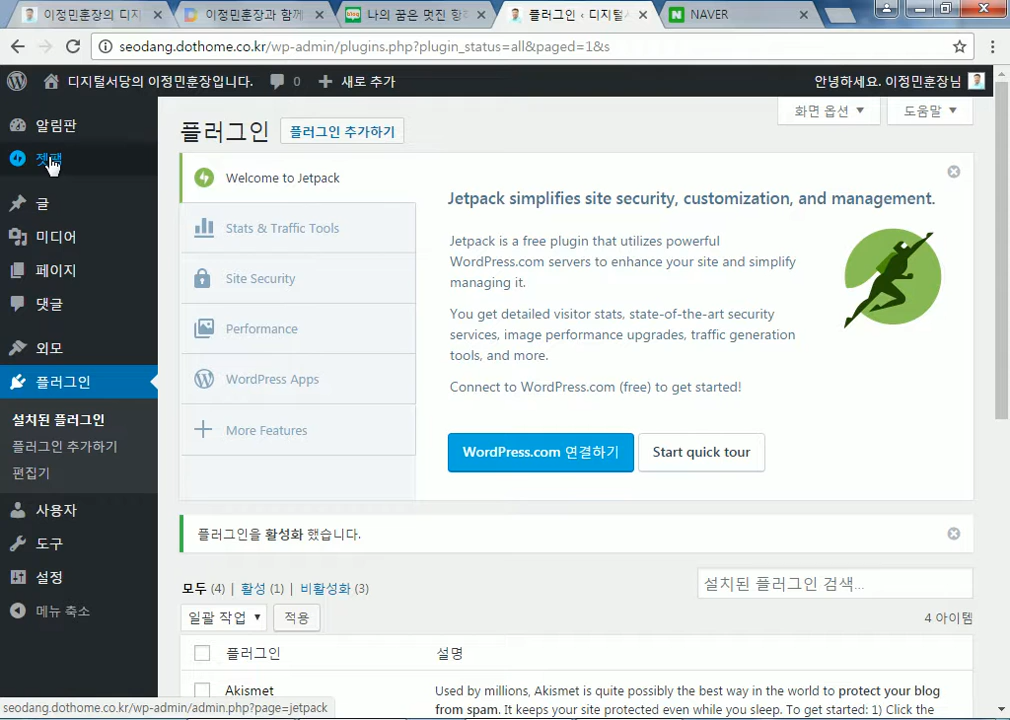 이정민훈장의 디지
이정민훈장과 함께
나의 꿈은 멋진 할
플러그인 ‹ 디지털서
NAVER
seodang.dothome.co.kr/wp-admin/plugins.php?plugin_status=all&paged=1&s
디지털서당의 이정민훈장입니다.
0
새로 추가
안녕하세요. 이정민훈장님
알림판
젯팩
글
미디어
페이지
댓글
외모
플러그인
설치된 플러그인
플러그인 추가하기
편집기
사용자
도구
설정
메뉴 축소
화면 옵션
도움말
플러그인
플러그인 추가하기
Welcome to Jetpack
Stats & Traffic Tools
Site Security
Performance
WordPress Apps
More Features
Jetpack simplifies site security, customization, and management.
Jetpack is a free plugin that utilizes powerful
WordPress.com servers to enhance your site and simplify
managing it.
You get detailed visitor stats, state-of-the-art security
services, image performance upgrades, traffic generation
tools, and more.
Connect to WordPress.com (free) to get started!
WordPress.com 연결하기
Start quick tour
플러그인을 활성화 했습니다.
모두 (4) | 활성 (1) | 비활성화 (3)
설치된 플러그인 검색...
일괄 작업
적용
4 아이템
플러그인
설명
Akismet
Used by millions, Akismet is quite possibly the best way in the world to protect your blog
from spam. It keeps your site protected even while you sleep. To get started: 1) Click the
seodang.dothome.co.kr/wp-admin/admin.php?page=jetpack